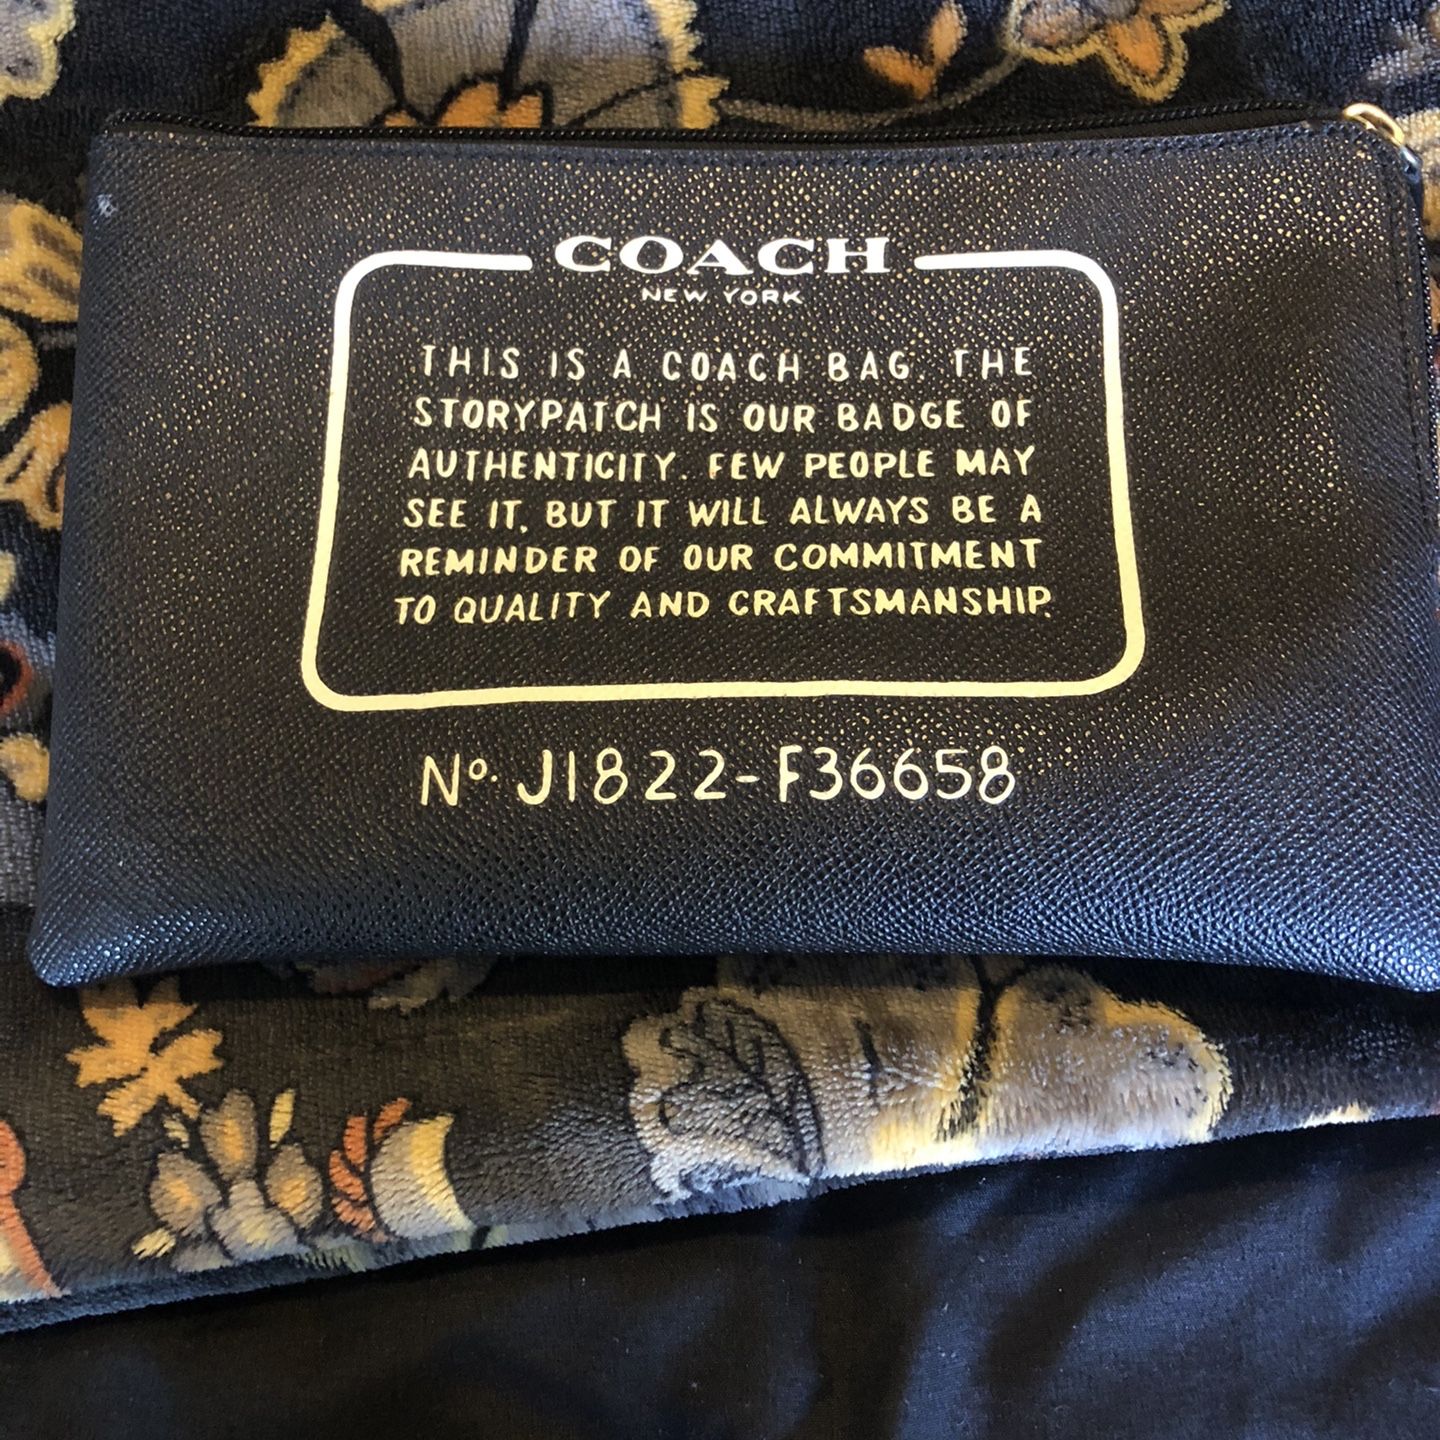 COACH
NEW YORK
THIS IS A COACH BAG. THE
STORYPATCH IS OUR BADGE OF
AUTHENTICITY. FEW PEOPLE MAY
SEE IT, BUT IT WILL ALWAYS BE A
REMINDER OF OUR COMMITMENT
TO QUALITY AND CRAFTSMANSHIP.
No. J1822-F36658